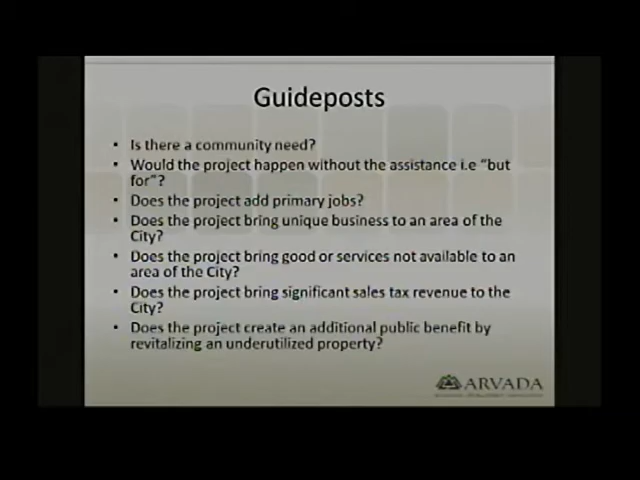 Guideposts
• Is there a community need?
• Would the project happen without the assistance i.e "but
for"?
• Does the project add primary jobs?
• Does the project bring unique business to an area of the
City?
• Does the project bring good or services not available to an
area of the City?
• Does the project bring significant sales tax revenue to the
City?
• Does the project create an additional public benefit by
revitalizing an underutilized property?
ARVADA